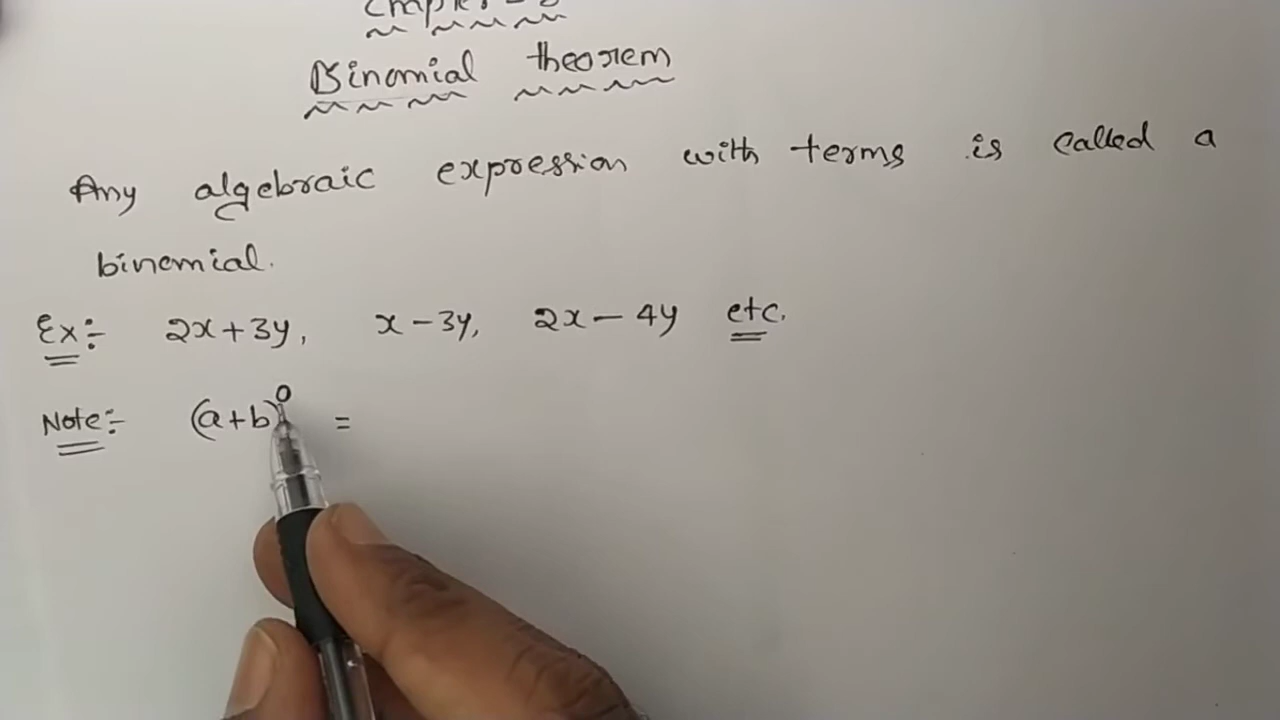 Binomial theorem
Any algebraic expression with terms is called a
binomial.
Ex:- 2x+3y, x-3y, 2x-4y etc.
Note:- (a+b)⁰ =